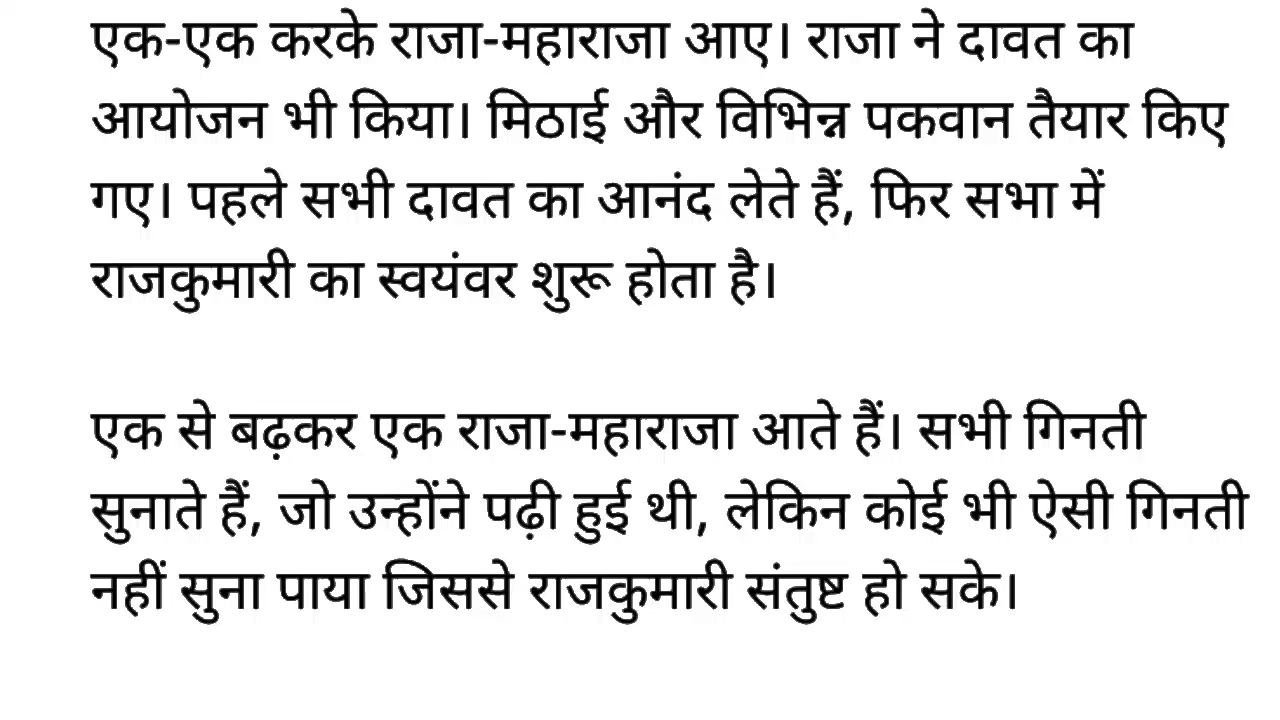 एक-एक करके राजा-महाराजा आए। राजा ने दावत का
आयोजन भी किया। मिठाई और विभिन्न पकवान तैयार किए
गए। पहले सभी दावत का आनंद लेते हैं, फिर सभा में
राजकुमारी का स्वयंवर शुरू होता है।
एक से बढ़कर एक राजा-महाराजा आते हैं। सभी गिनती
सुनाते हैं, जो उन्होंने पढ़ी हुई थी, लेकिन कोई भी ऐसी गिनती
नहीं सुना पाया जिससे राजकुमारी संतुष्ट हो सके।